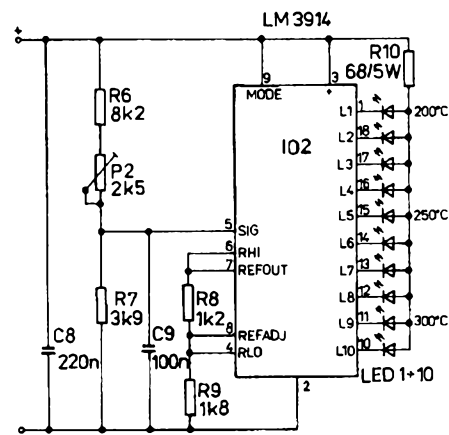 LM 3914
+
R10
68/5W
9
MODE
3
+
R6
8k2
L1 1 200°C
IO2
L2 18
L3 17
P2
2k5
L4 16
L5 15 250°C
5 SIG
6 RHI
L6 14
7 REFOUT
L7 13
R7
3k9
R8
1k2
L8 12
C8
220n
C9
100n
8 REFADJ
L9 11 300°C
4 RLO
L10 10
2
LED 1÷10
R9
1k8